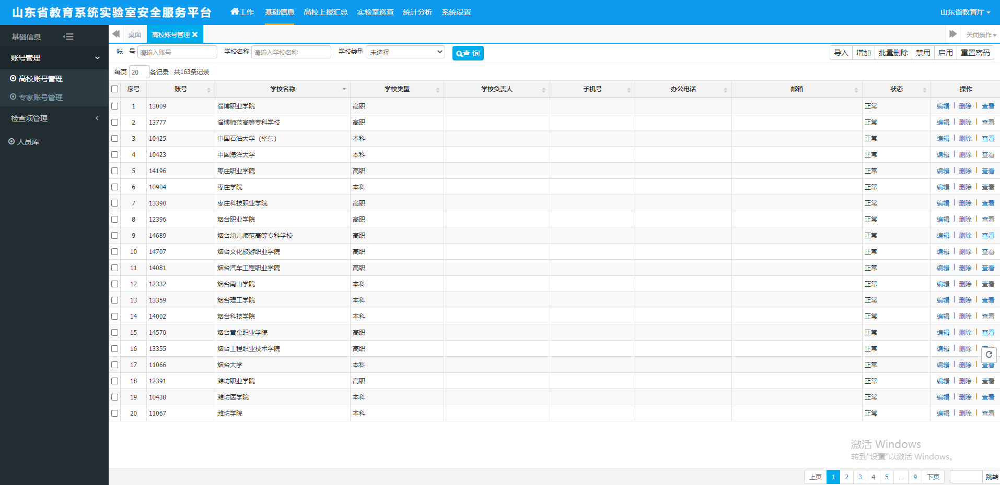 山东省教育系统实验室安全服务平台 工作 基础信息 高校上报汇总 实验室巡查 统计分析 系统设置 山东省教育厅
基础信息
账号管理
高校账号管理
专家账号管理
检查项管理
人员库
桌面 高校账号管理 关闭操作
帐 号 请输入账号 学校名称 请输入学校名称 学校类型 未选择 查 询 导入 增加 批量删除 禁用 启用 重置密码
每页 20 条记录 共163条记录
序号 账号 学校名称 学校类型 学校负责人 手机号 办公电话 邮箱 状态 操作
1 13009 淄博职业学院 高职 正常 编辑 | 删除 | 查看
2 13777 淄博师范高等专科学校 高职 正常 编辑 | 删除 | 查看
3 10425 中国石油大学（华东） 本科 正常 编辑 | 删除 | 查看
4 10423 中国海洋大学 本科 正常 编辑 | 删除 | 查看
5 14196 枣庄职业学院 高职 正常 编辑 | 删除 | 查看
6 10904 枣庄学院 本科 正常 编辑 | 删除 | 查看
7 13390 枣庄科技职业学院 高职 正常 编辑 | 删除 | 查看
8 12396 烟台职业学院 高职 正常 编辑 | 删除 | 查看
9 14689 烟台幼儿师范高等专科学校 高职 正常 编辑 | 删除 | 查看
10 14707 烟台文化旅游职业学院 高职 正常 编辑 | 删除 | 查看
11 14081 烟台汽车工程职业学院 高职 正常 编辑 | 删除 | 查看
12 12332 烟台南山学院 本科 正常 编辑 | 删除 | 查看
13 13359 烟台理工学院 本科 正常 编辑 | 删除 | 查看
14 14002 烟台科技学院 本科 正常 编辑 | 删除 | 查看
15 14570 烟台黄金职业学院 高职 正常 编辑 | 删除 | 查看
16 13355 烟台工程职业技术学院 高职 正常 编辑 | 删除 | 查看
17 11066 烟台大学 本科 正常 编辑 | 删除 | 查看
18 12391 潍坊职业学院 高职 正常 编辑 | 删除 | 查看
19 10438 潍坊医学院 本科 正常 编辑 | 删除 | 查看
20 11067 潍坊学院 本科 正常 编辑 | 删除 | 查看
激活 Windows
转到"设置"以激活 Windows。
上页 1 2 3 4 5 ... 9 下页 跳转